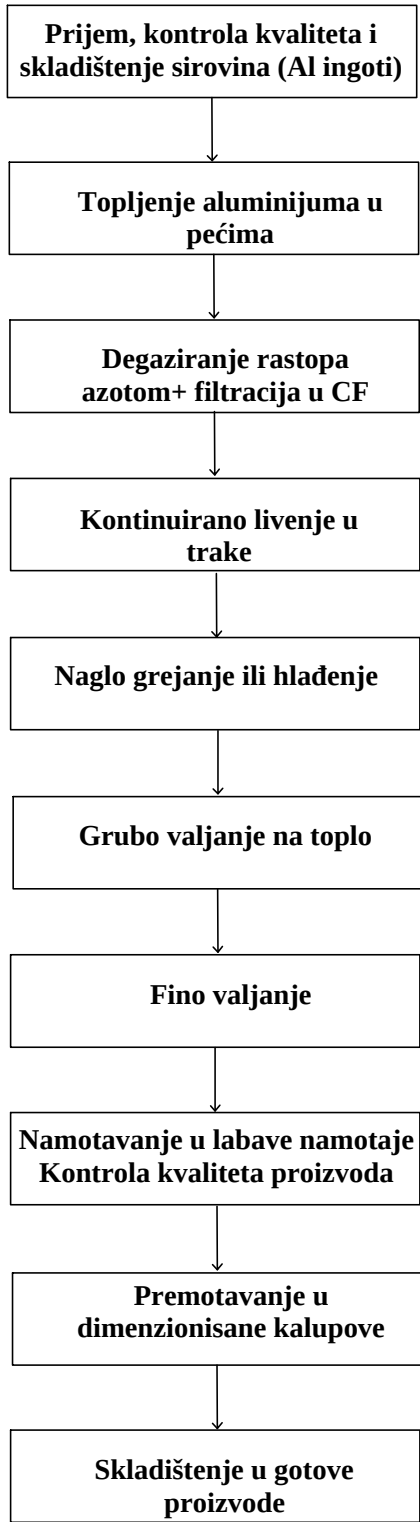 Prijem, kontrola kvaliteta i
skladištenje sirovina (Al ingoti)
Topljenje aluminijuma u
pećima
Degaziranje rastopa
azotom+ filtracija u CF
Kontinuirano livenje u
trake
Naglo grejanje ili hlađenje
Grubo valjanje na toplo
Fino valjanje
Namotavanje u labave namotaje
Kontrola kvaliteta proizvoda
Premotavanje u
dimenzionisane kalupove
Skladištenje u gotove
proizvode